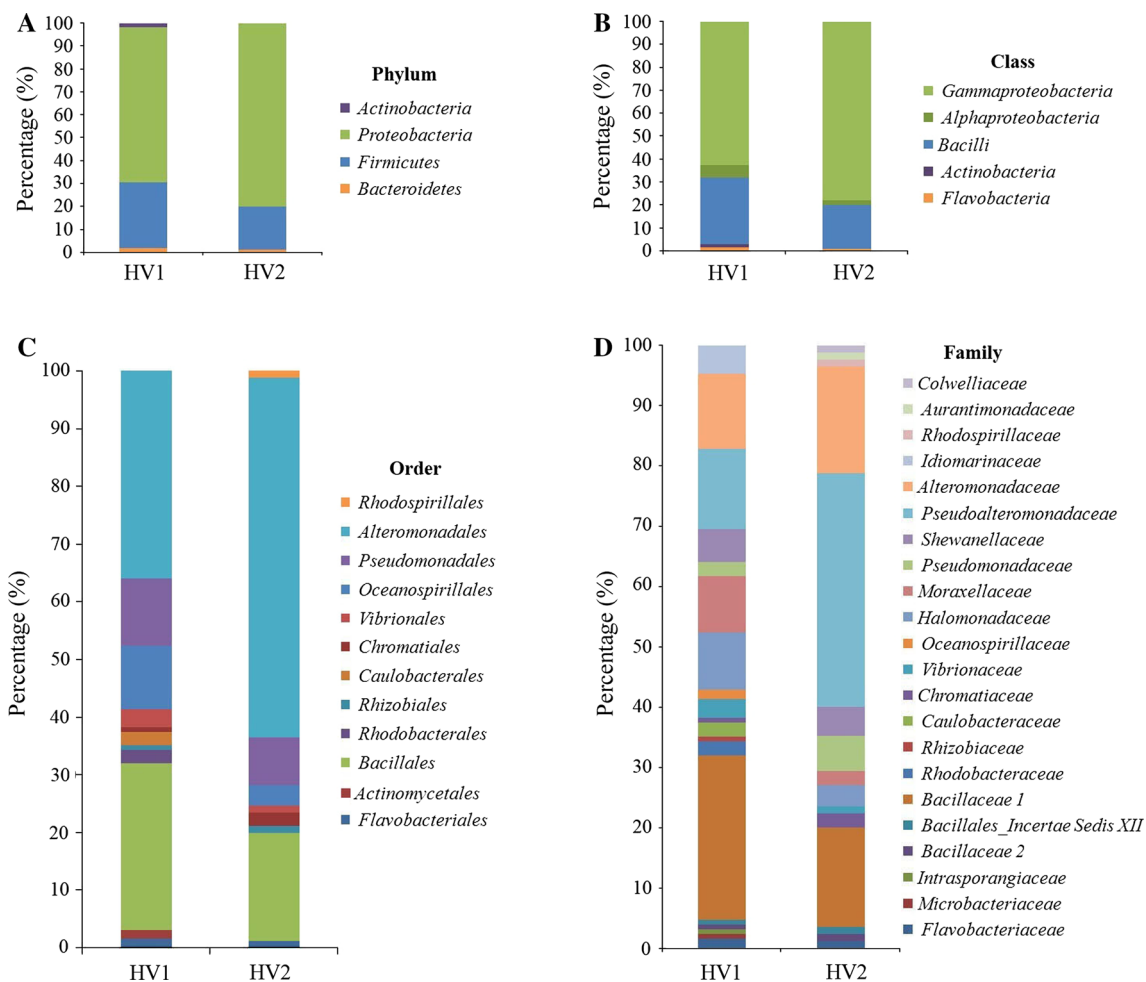 A
Percentage (%)
100
90
80
70
60
50
40
30
20
10
0
HV1
HV2
Phylum
Actinobacteria
Proteobacteria
Firmicutes
Bacteroidetes
B
Percentage (%)
100
90
80
70
60
50
40
30
20
10
0
HV1
HV2
Class
Gammaproteobacteria
Alphaproteobacteria
Bacilli
Actinobacteria
Flavobacteria
C
Percentage (%)
100
90
80
70
60
50
40
30
20
10
0
HV1
HV2
Order
Rhodospirillales
Alteromonadales
Pseudomonadales
Oceanospirillales
Vibrionales
Chromatiales
Caulobacterales
Rhizobiales
Rhodobacterales
Bacillales
Actinomycetales
Flavobacteriales
D
Percentage (%)
100
90
80
70
60
50
40
30
20
10
0
HV1
HV2
Family
Colwelliaceae
Aurantimonadaceae
Rhodospirillaceae
Idiomarinaceae
Alteromonadaceae
Pseudoalteromonadaceae
Shewanellaceae
Pseudomonadaceae
Moraxellaceae
Halomonadaceae
Oceanospirillaceae
Vibrionaceae
Chromatiaceae
Caulobacteraceae
Rhizobiaceae
Rhodobacteraceae
Bacillaceae 1
Bacillales_Incertae Sedis XII
Bacillaceae 2
Intrasporangiaceae
Microbacteriaceae
Flavobacteriaceae